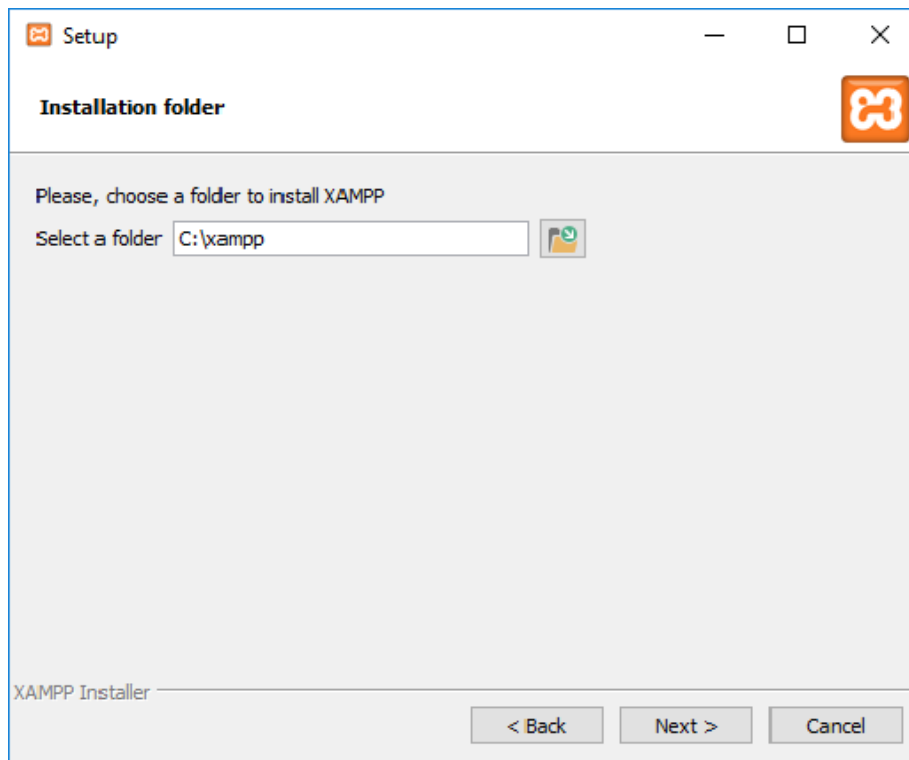 Setup
Installation folder
Please, choose a folder to install XAMPP
Select a folder C:\xampp
XAMPP Installer
< Back Next > Cancel